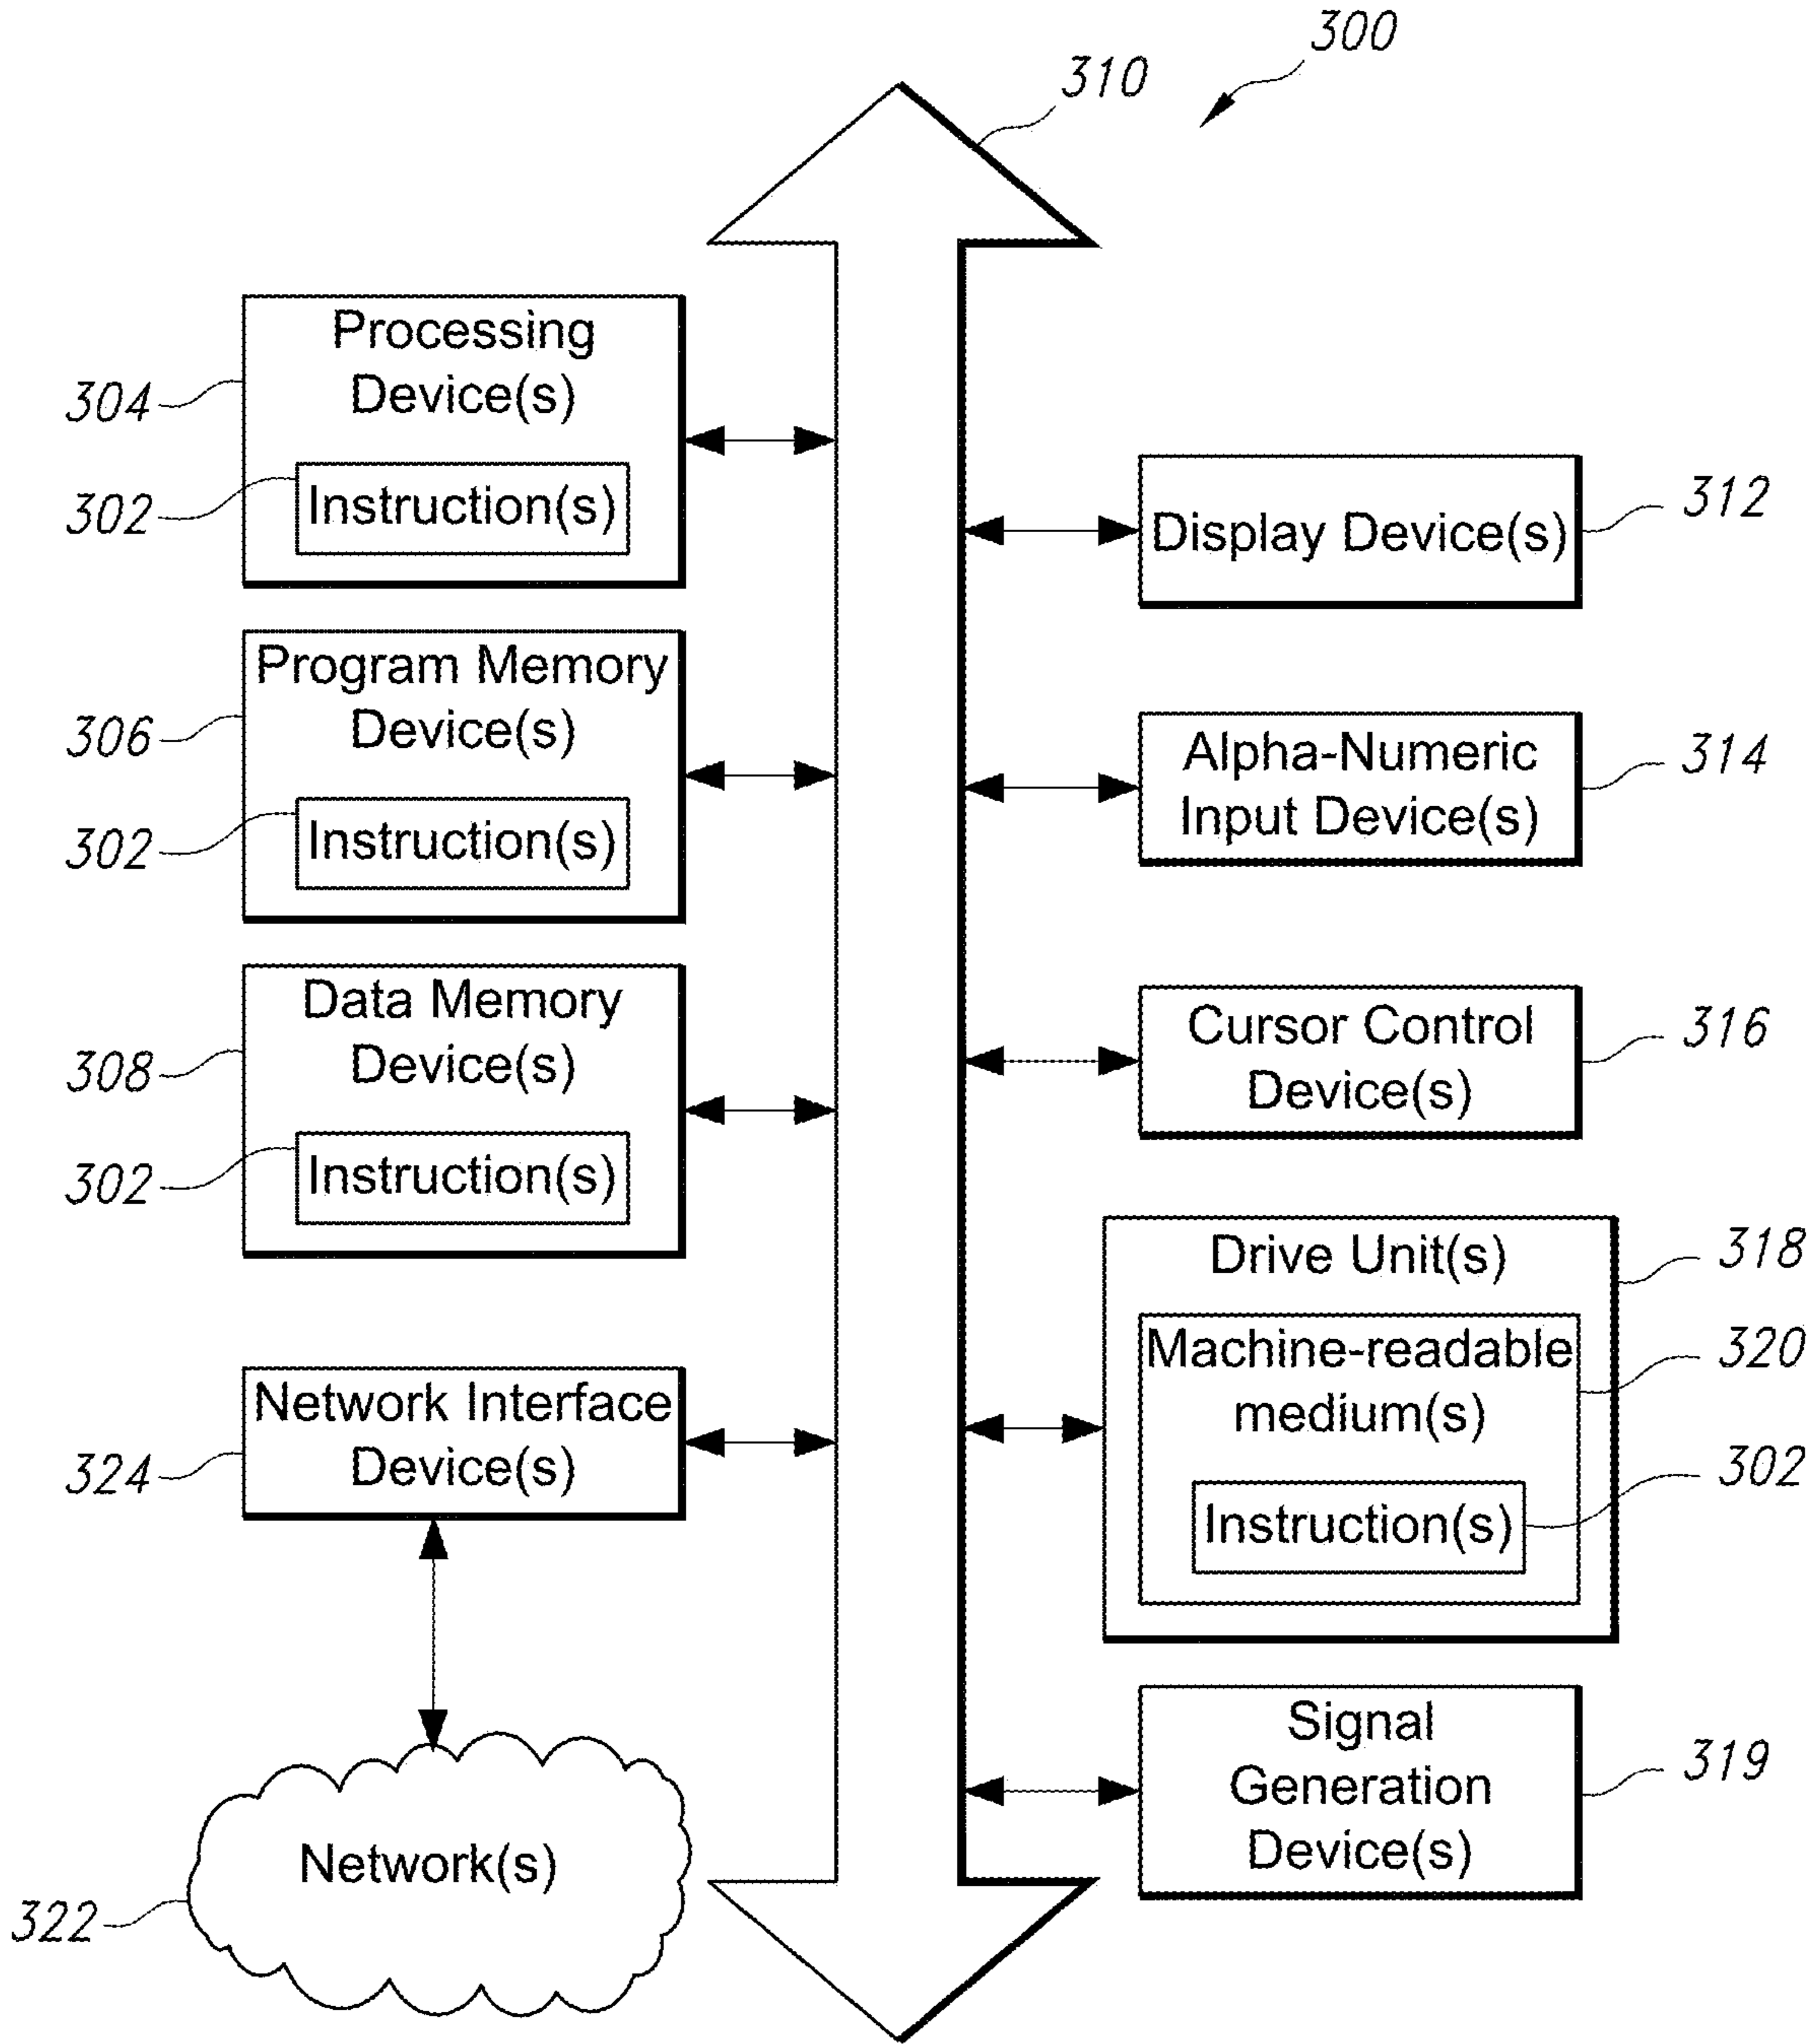 300
310
Processing
Device(s)
304
302
Instruction(s)
Program Memory
Device(s)
306
302
Instruction(s)
Data Memory
Device(s)
308
302
Instruction(s)
Network Interface
Device(s)
324
Network(s)
322
Display Device(s)
312
Alpha-Numeric
Input Device(s)
314
Cursor Control
Device(s)
316
Drive Unit(s)
318
Machine-readable
medium(s)
320
Instruction(s)
302
Signal
Generation
Device(s)
319